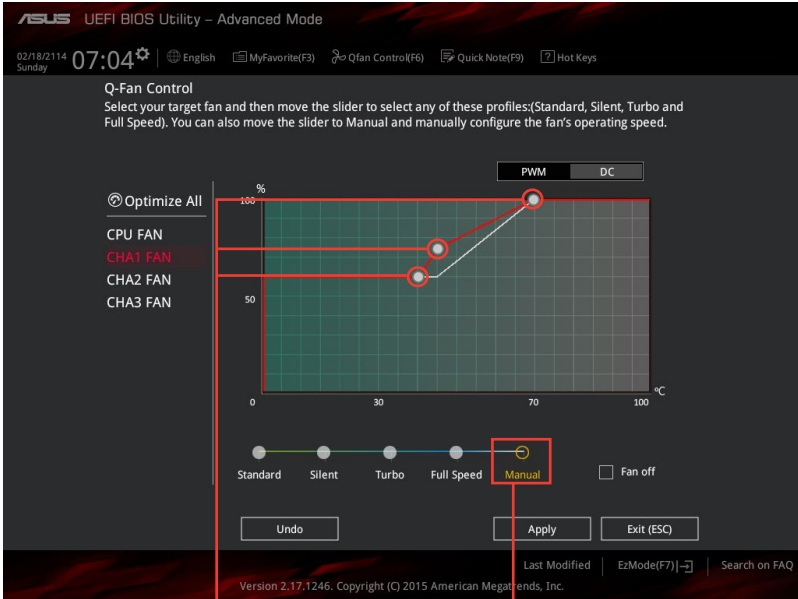 ASUS UEFI BIOS Utility – Advanced Mode
02/18/2114
Sunday
07:04
English
MyFavorite(F3)
Qfan Control(F6)
Quick Note(F9)
? Hot Keys
Q-Fan Control
Select your target fan and then move the slider to select any of these profiles:(Standard, Silent, Turbo and
Full Speed). You can also move the slider to Manual and manually configure the fan's operating speed.
PWM DC
Optimize All
CPU FAN
CHA1 FAN
CHA2 FAN
CHA3 FAN
%
100
50
°C
0 30 70 100
Standard Silent Turbo Full Speed Manual
Fan off
Undo Apply Exit (ESC)
Last Modified EzMode(F7) Search on FAQ
Version 2.17.1246. Copyright (C) 2015 American Megatrends, Inc.